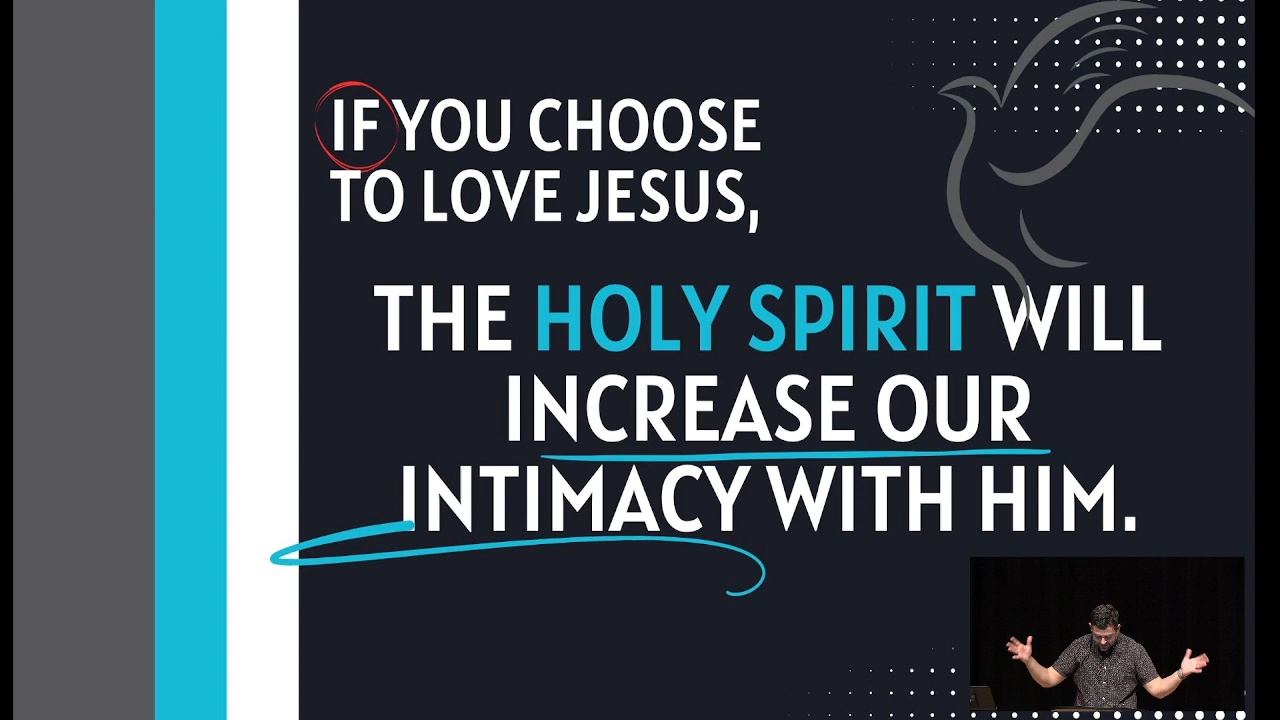 IF YOU CHOOSE
TO LOVE JESUS,
THE HOLY SPIRIT WILL
INCREASE OUR
INTIMACY WITH HIM.